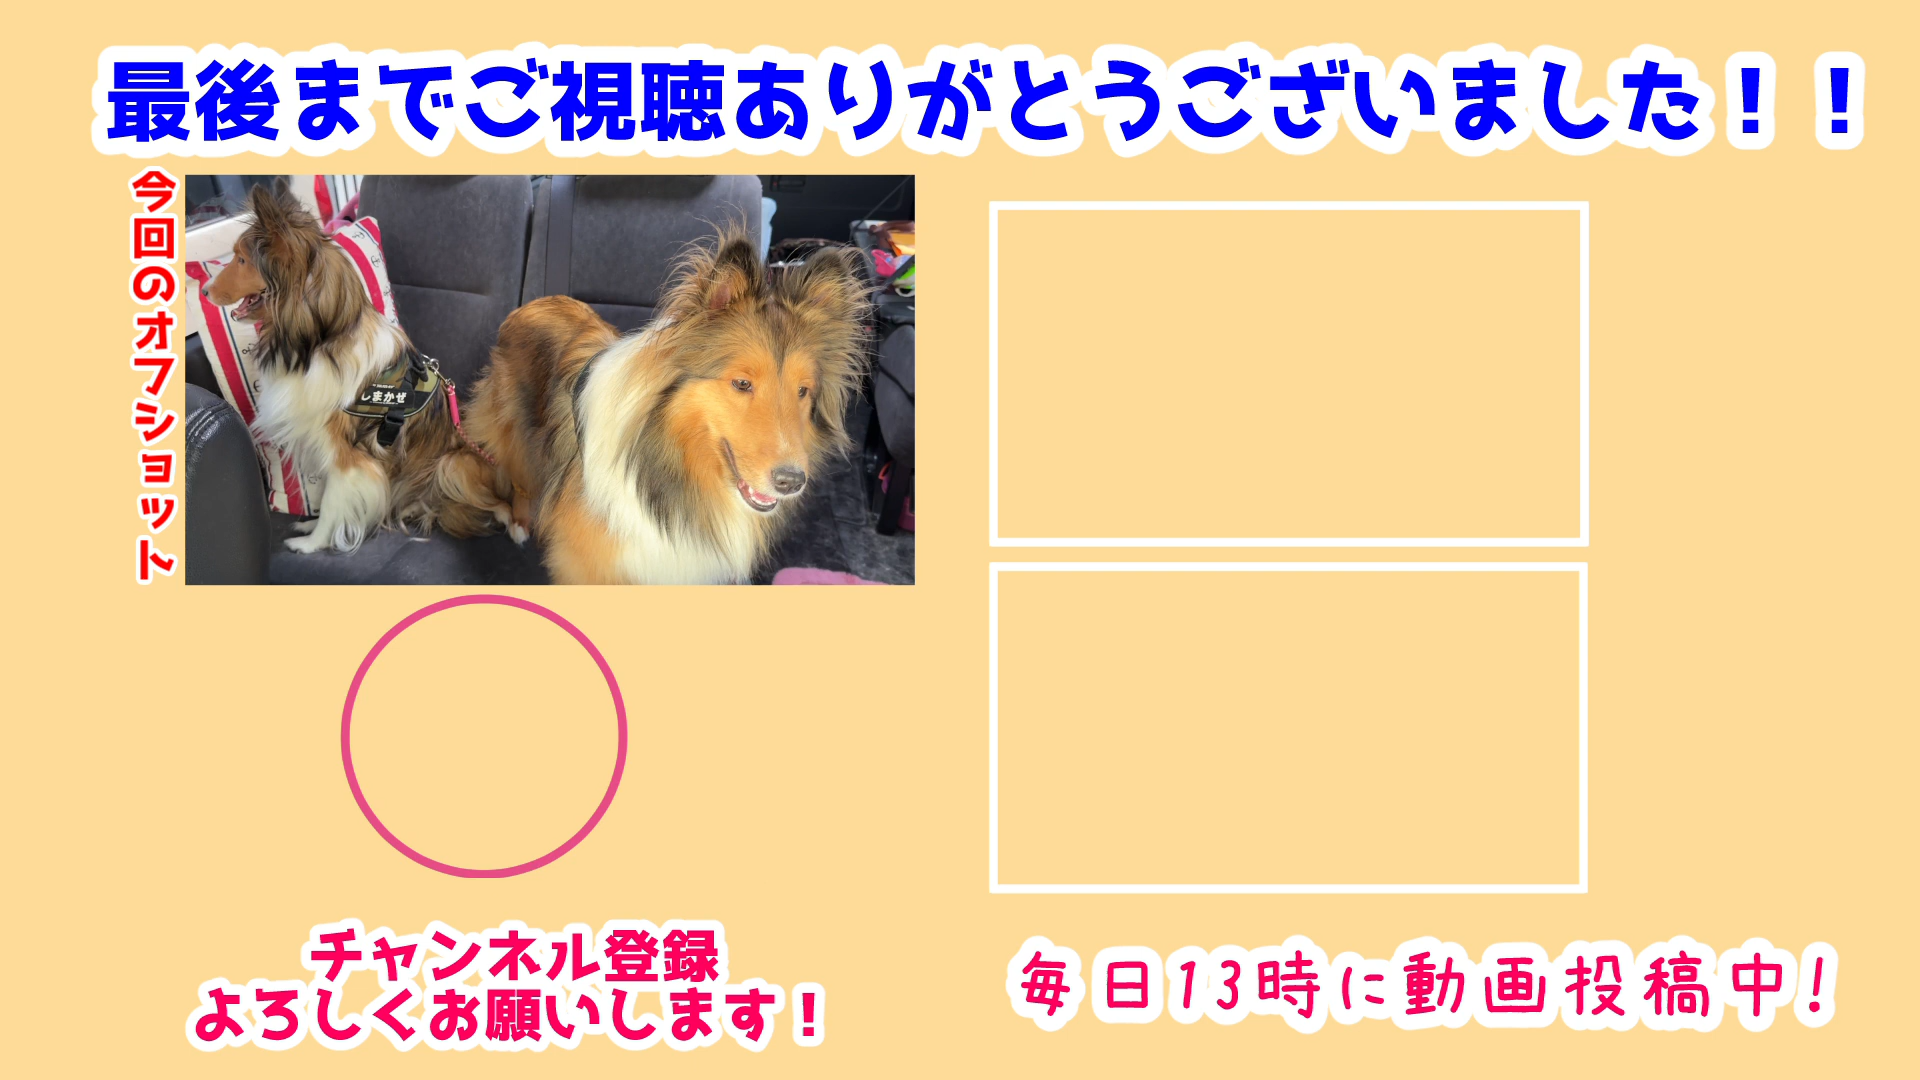 最後までご視聴ありがとうございました！！
今回のオフショット
しまかぜ
チャンネル登録
よろしくお願いします！
毎日13時に動画投稿中！